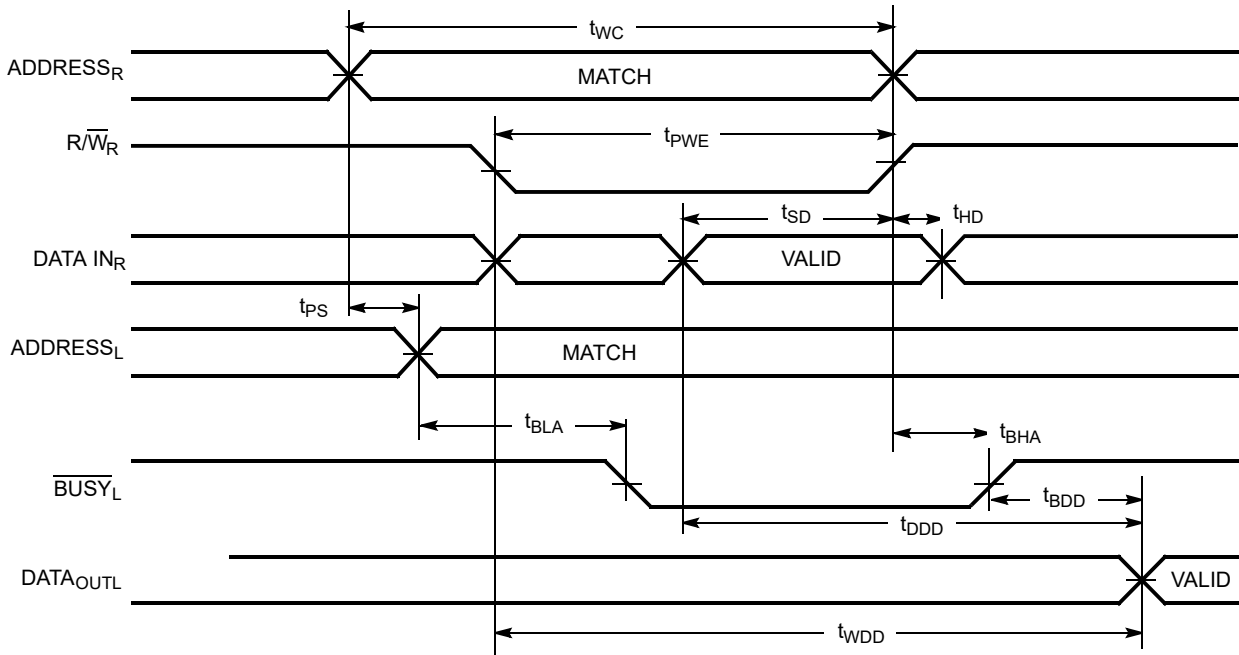 tWC
ADDRESSR
MATCH
R/W̅R
tPWE
tSD
tHD
DATA INR
VALID
tPS
ADDRESSL
MATCH
tBLA
tBHA
B̅U̅S̅Y̅L
tBDD
tDDD
DATAOUTL
VALID
tWDD